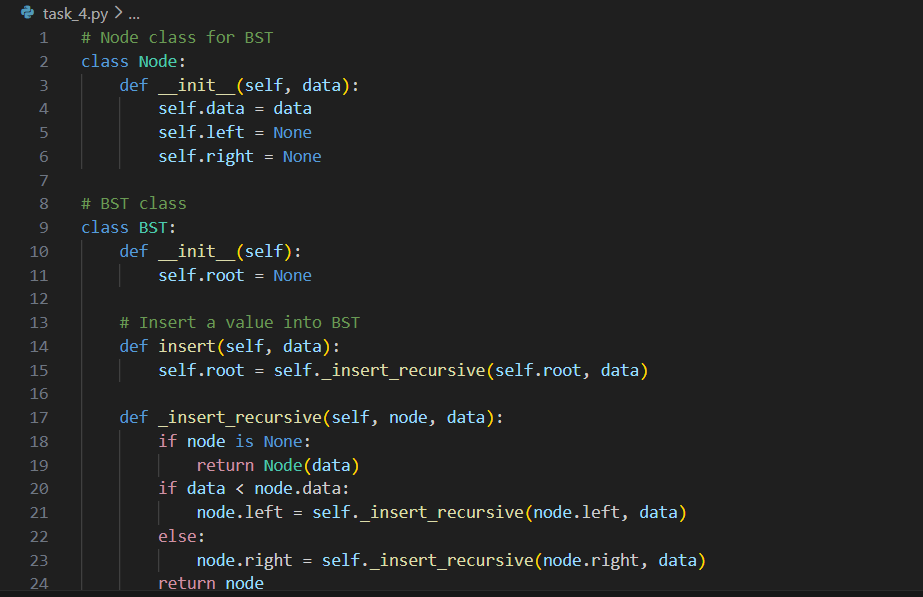 task_4.py > ...
1 # Node class for BST
2 class Node:
3     def __init__(self, data):
4         self.data = data
5         self.left = None
6         self.right = None
7
8 # BST class
9 class BST:
10     def __init__(self):
11         self.root = None
12
13     # Insert a value into BST
14     def insert(self, data):
15         self.root = self._insert_recursive(self.root, data)
16
17     def _insert_recursive(self, node, data):
18         if node is None:
19             return Node(data)
20         if data < node.data:
21             node.left = self._insert_recursive(node.left, data)
22         else:
23             node.right = self._insert_recursive(node.right, data)
24         return node